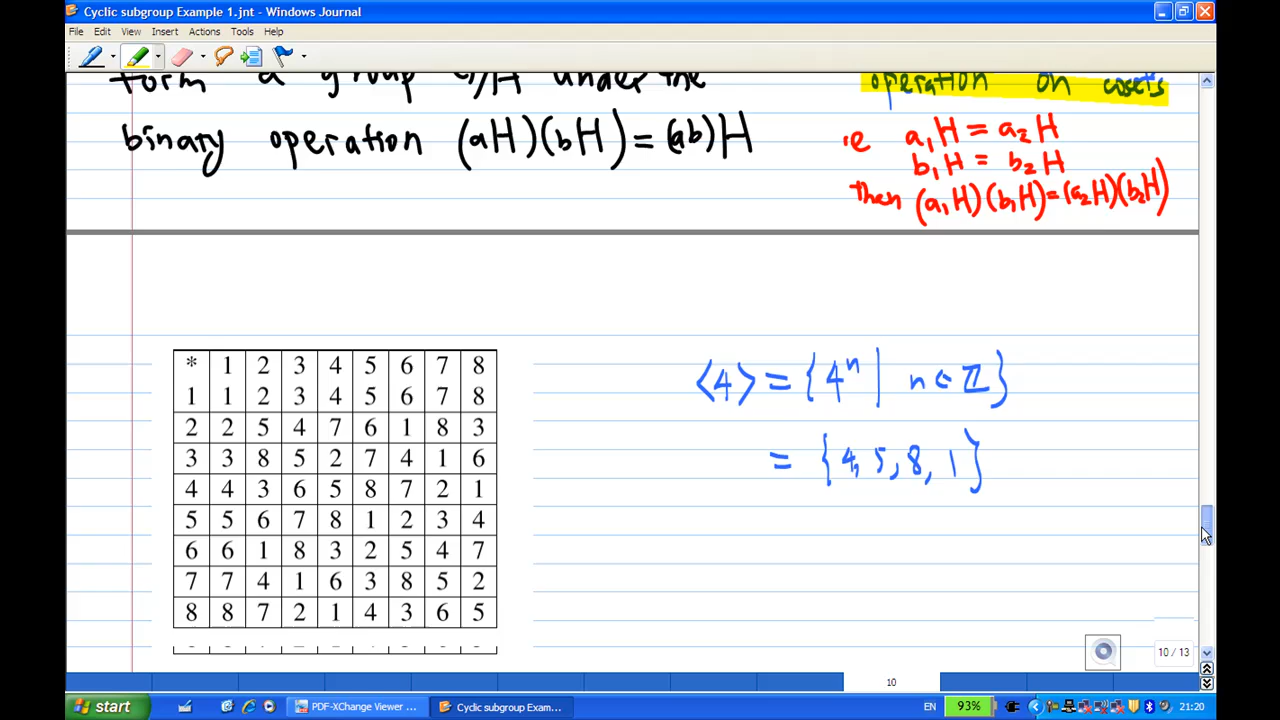 Cyclic subgroup Example 1.jnt - Windows Journal
File Edit View Insert Actions Tools Help
form a group G/H under the
binary operation (aH)(bH) = (ab)H
operation on cosets
i.e a₁H = a₂H
b₁H = b₂H
then (a₁H)(b₁H) = (a₂H)(b₂H)
* 1 2 3 4 5 6 7 8
1 1 2 3 4 5 6 7 8
2 2 5 4 7 6 1 8 3
3 3 8 5 2 7 4 1 6
4 4 3 6 5 8 7 2 1
5 5 6 7 8 1 2 3 4
6 6 1 8 3 2 5 4 7
7 7 4 1 6 3 8 5 2
8 8 7 2 1 4 3 6 5
<4> = {4ⁿ | n ∈ ℤ}
= {4, 5, 8, 1}
10 / 13
10
start
PDF-XChange Viewer ...
Cyclic subgroup Exam...
EN
93%
21:20